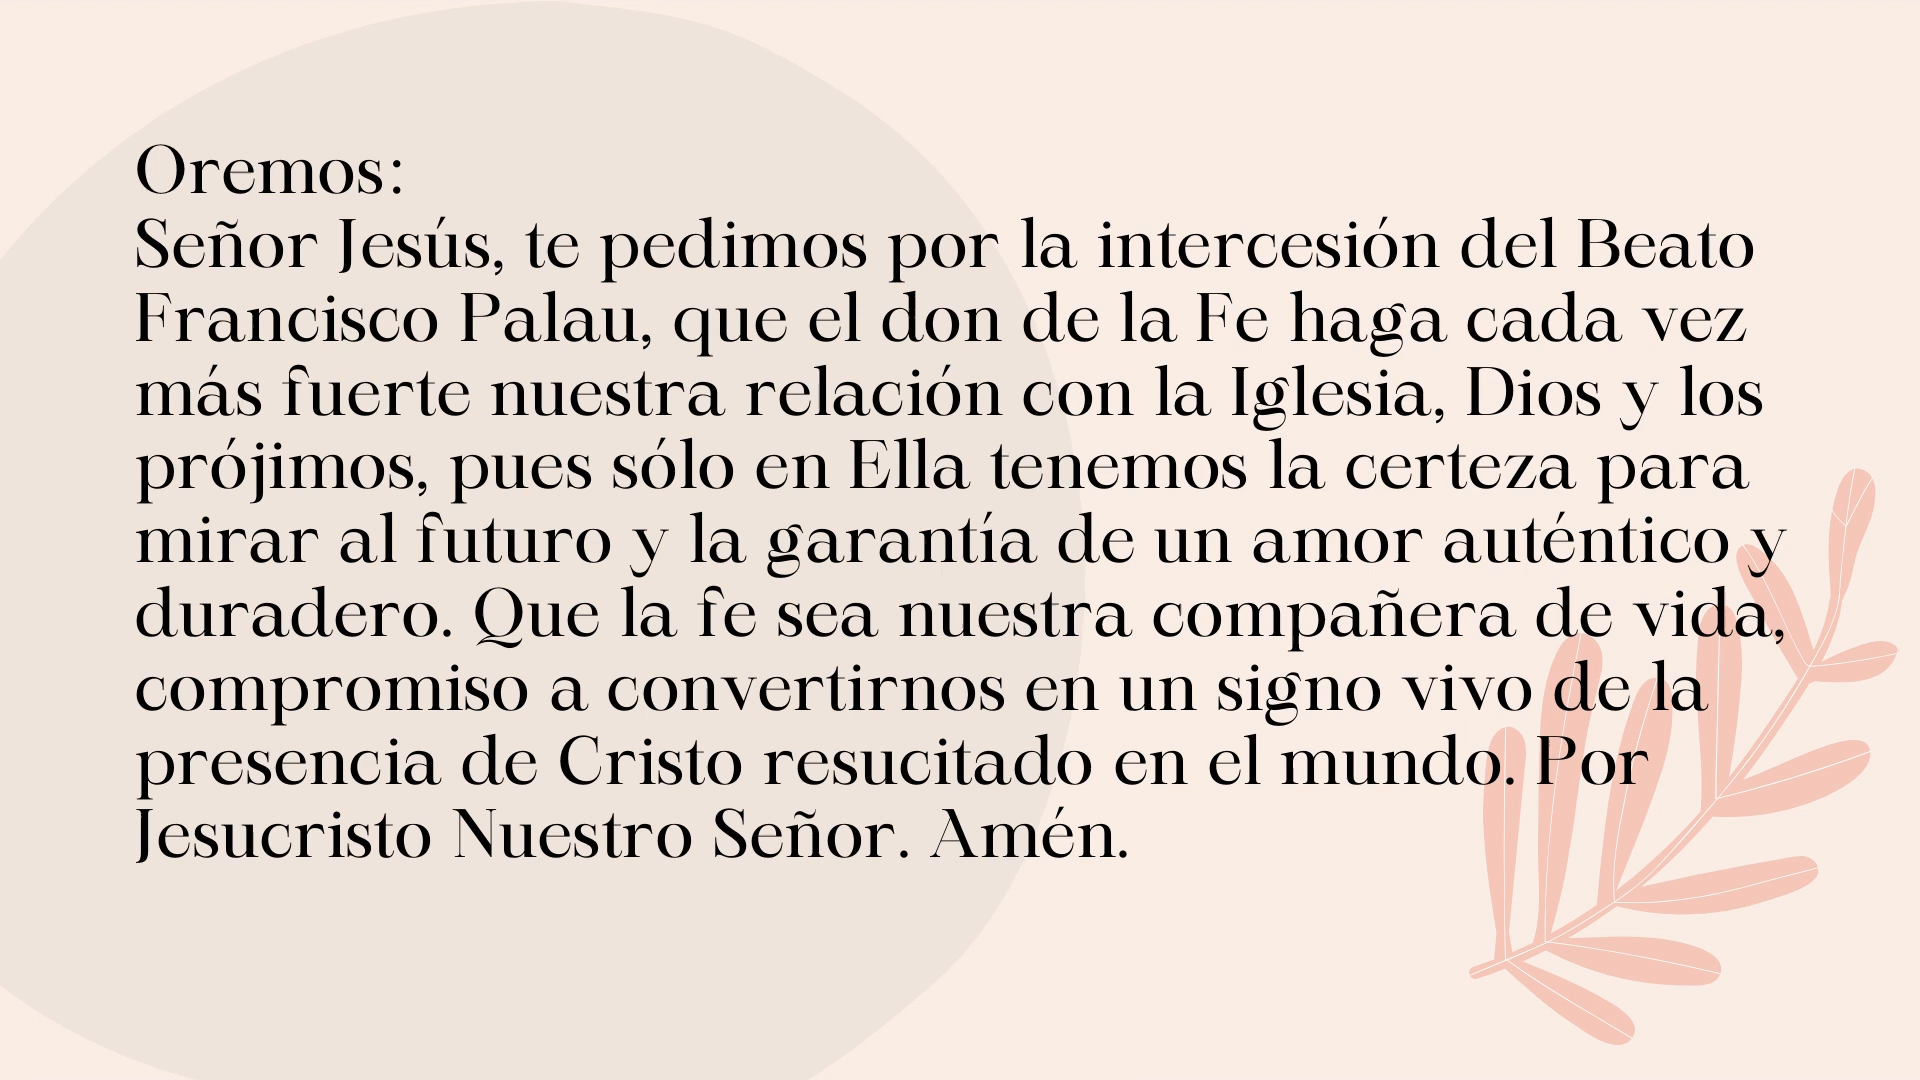 Oremos:
Señor Jesús, te pedimos por la intercesión del Beato
Francisco Palau, que el don de la Fe haga cada vez
más fuerte nuestra relación con la Iglesia, Dios y los
prójimos, pues sólo en Ella tenemos la certeza para
mirar al futuro y la garantía de un amor auténtico y
duradero. Que la fe sea nuestra compañera de vida,
compromiso a convertirnos en un signo vivo de la
presencia de Cristo resucitado en el mundo. Por
Jesucristo Nuestro Señor. Amén.